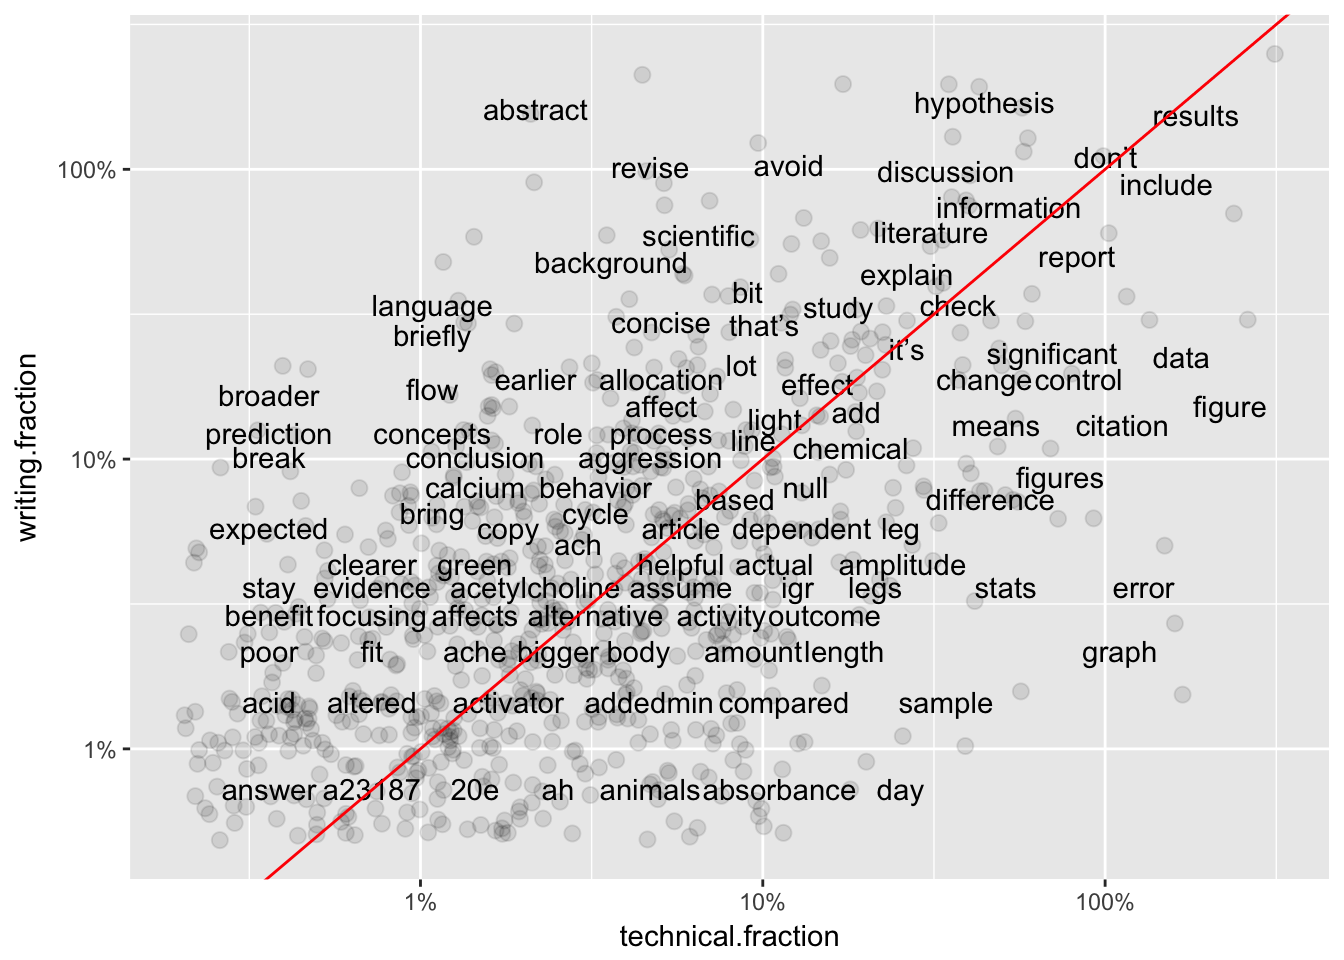 abstract
hypothesis
results
100%
revise
avoid
discussion
don't
include
information
scientific
literature
background
report
explain
language
bit
study
check
briefly
concise
that’s
it’s
lot
significant
data
broader
flow
earlier
allocation
effect
change
control
affect
light
add
figure
prediction
concepts
role
process
line
means
citation
10%
break
conclusion
aggression
chemical
calcium
behavior
based
null
figures
difference
bring
cycle
expected
copy
article
dependent
leg
ach
clearer
green
helpful
actual
amplitude
stay
evidence
acetylcholine
assume
igr
legs
stats
error
benefit
focusing
affects
alternative
activity
outcome
poor
fit
ache
bigger
body
amount
length
graph
acid
altered
activator
addedmin
compared
sample
1%
answer
a23187
20e
ah
animals
absorbance
day
1%
10%
100%
technical.fraction
writing.fraction